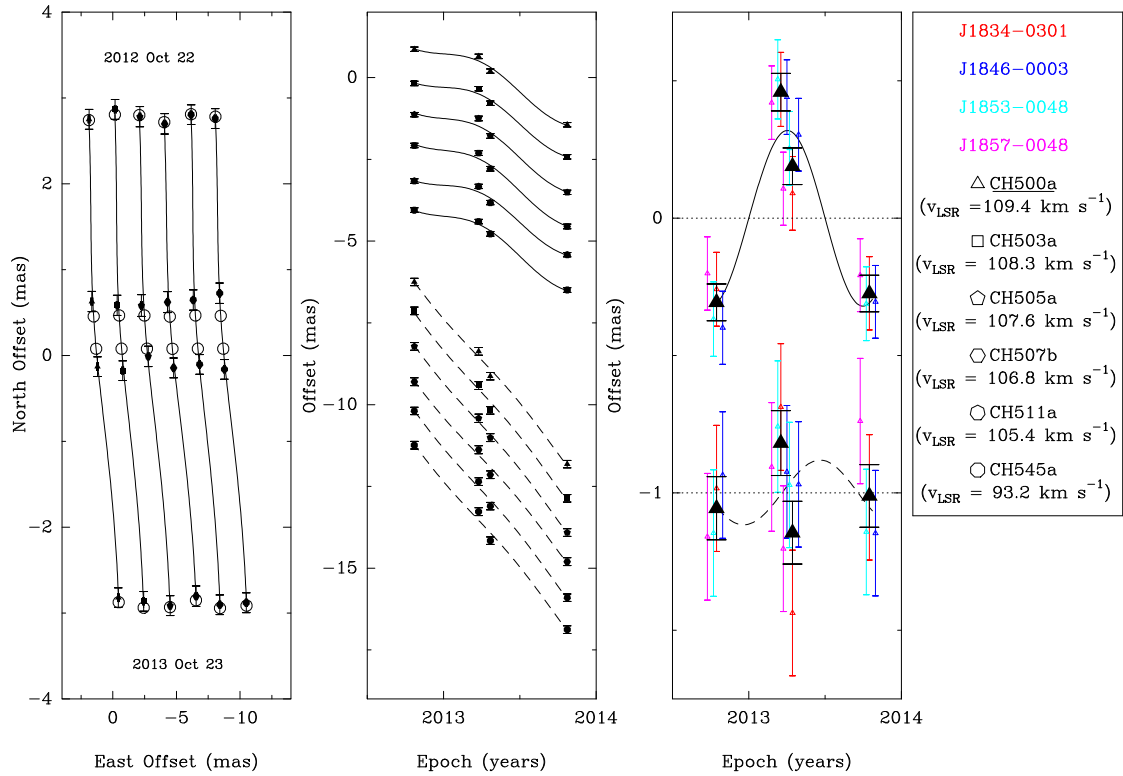 4
2
0
−2
−4
0
−5
−10
North Offset (mas)
East Offset (mas)
2012 Oct 22
2013 Oct 23
0
−5
−10
−15
2013
2014
Offset (mas)
Epoch (years)
0
−1
2013
2014
Offset (mas)
Epoch (years)
J1834−0301
J1846−0003
J1853−0048
J1857−0048
CH500a
(vLSR =109.4 km s−1)
CH503a
(vLSR = 108.3 km s−1)
CH505a
(vLSR = 107.6 km s−1)
CH507b
(vLSR = 106.8 km s−1)
CH511a
(vLSR = 105.4 km s−1)
CH545a
(vLSR = 93.2 km s−1)